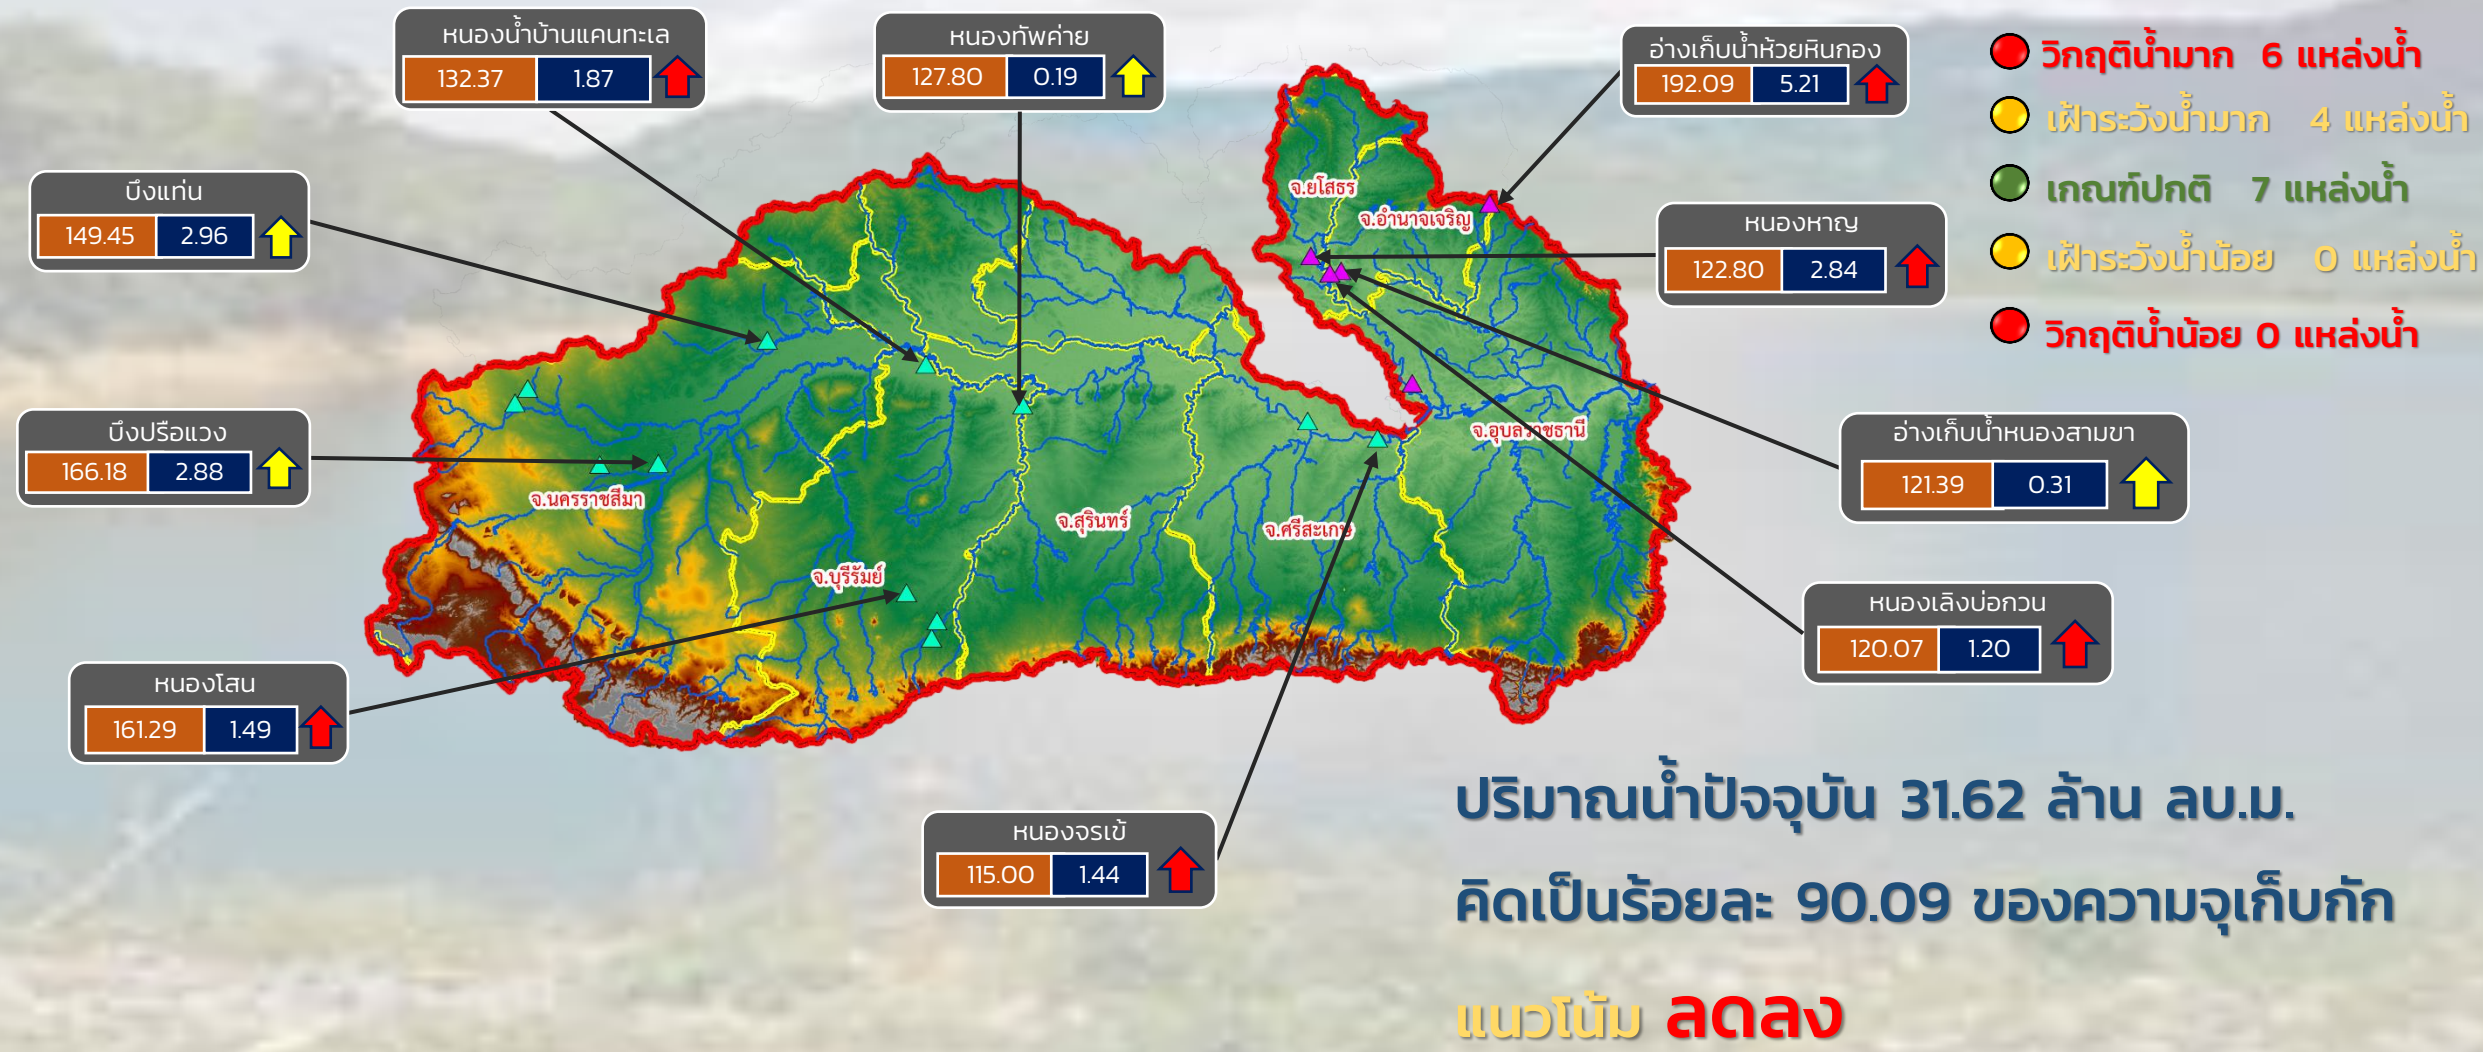 หนองน้ำบ้านแคนทะเล
132.37 1.87
หนองทัพค่าย
127.80 0.19
อ่างเก็บน้ำห้วยหินกอง
192.09 5.21
วิกฤติน้ำมาก 6 แหล่งน้ำ
เฝ้าระวังน้ำมาก 4 แหล่งน้ำ
เกณฑ์ปกติ 7 แหล่งน้ำ
เฝ้าระวังน้ำน้อย 0 แหล่งน้ำ
วิกฤติน้ำน้อย 0 แหล่งน้ำ
บึงแท่น
149.45 2.96
หนองหาญ
122.80 2.84
จ.ยโสธร
จ.อำนาจเจริญ
บึงปรือแวง
166.18 2.88
อ่างเก็บน้ำหนองสามขา
121.39 0.31
จ.นครราชสีมา
จ.บุรีรัมย์
จ.สุรินทร์
จ.ศรีสะเกษ
จ.อุบลราชธานี
หนองเลิงบ่อกวน
120.07 1.20
หนองโสน
161.29 1.49
หนองจรเข้
115.00 1.44
ปริมาณน้ำปัจจุบัน 31.62 ล้าน ลบ.ม.
คิดเป็นร้อยละ 90.09 ของความจุเก็บกัก
แนวโน้ม ลดลง